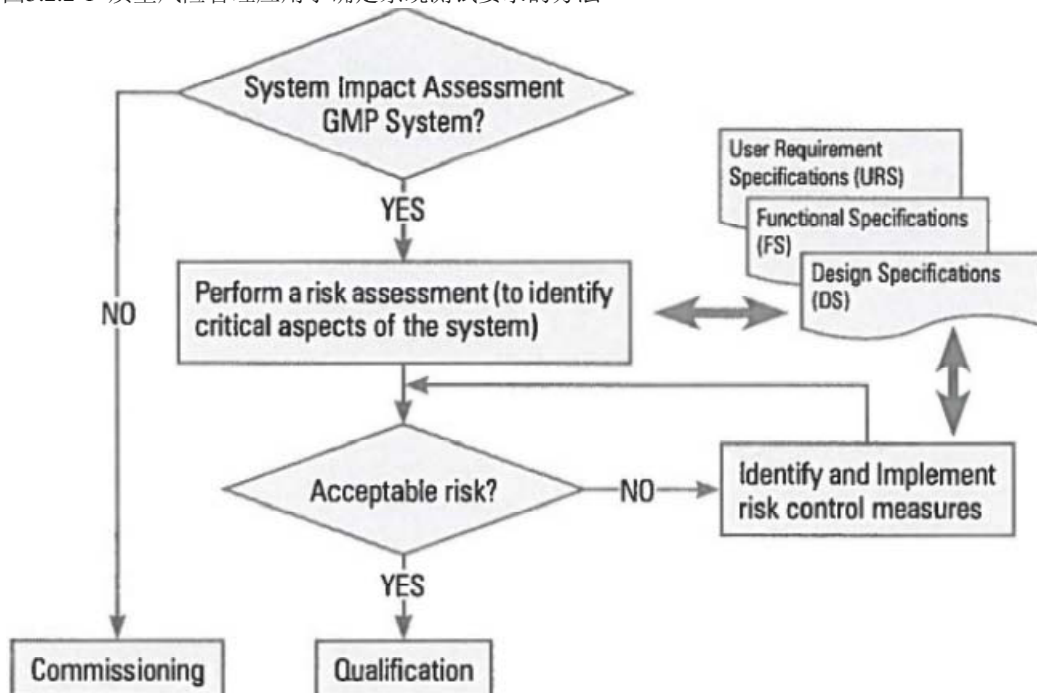 System Impact Assessment
GMP System?
YES
NO
User Requirement
Specifications (URS)
Functional Specifications
(FS)
Design Specifications
(DS)
Perform a risk assessment (to identify
critical aspects of the system)
Acceptable risk?
NO
Identify and Implement
risk control measures
YES
Commissioning
Qualification